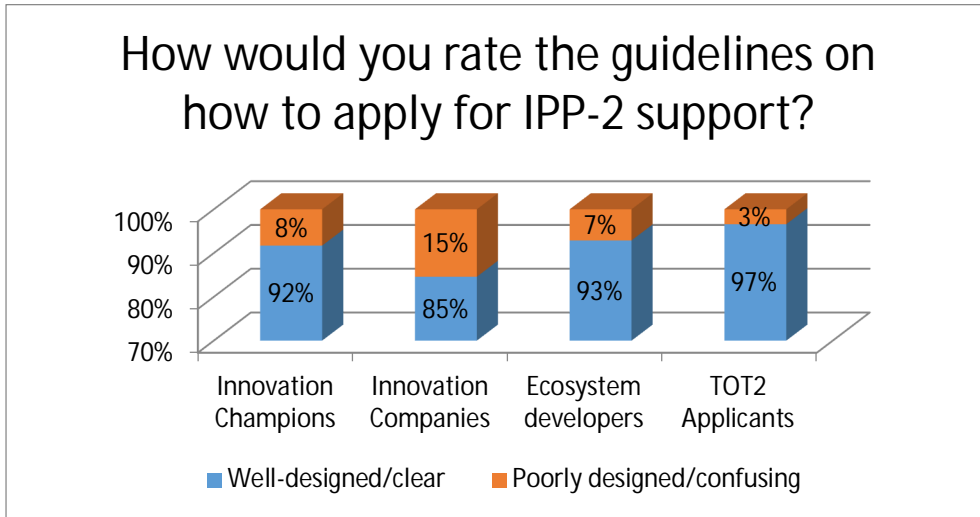 How would you rate the guidelines on
how to apply for IPP-2 support?
100%
90%
80%
70%
8%
15%
7%
3%
92%
85%
93%
97%
Innovation
Champions
Innovation
Companies
Ecosystem
developers
TOT2
Applicants
Well-designed/clear
Poorly designed/confusing